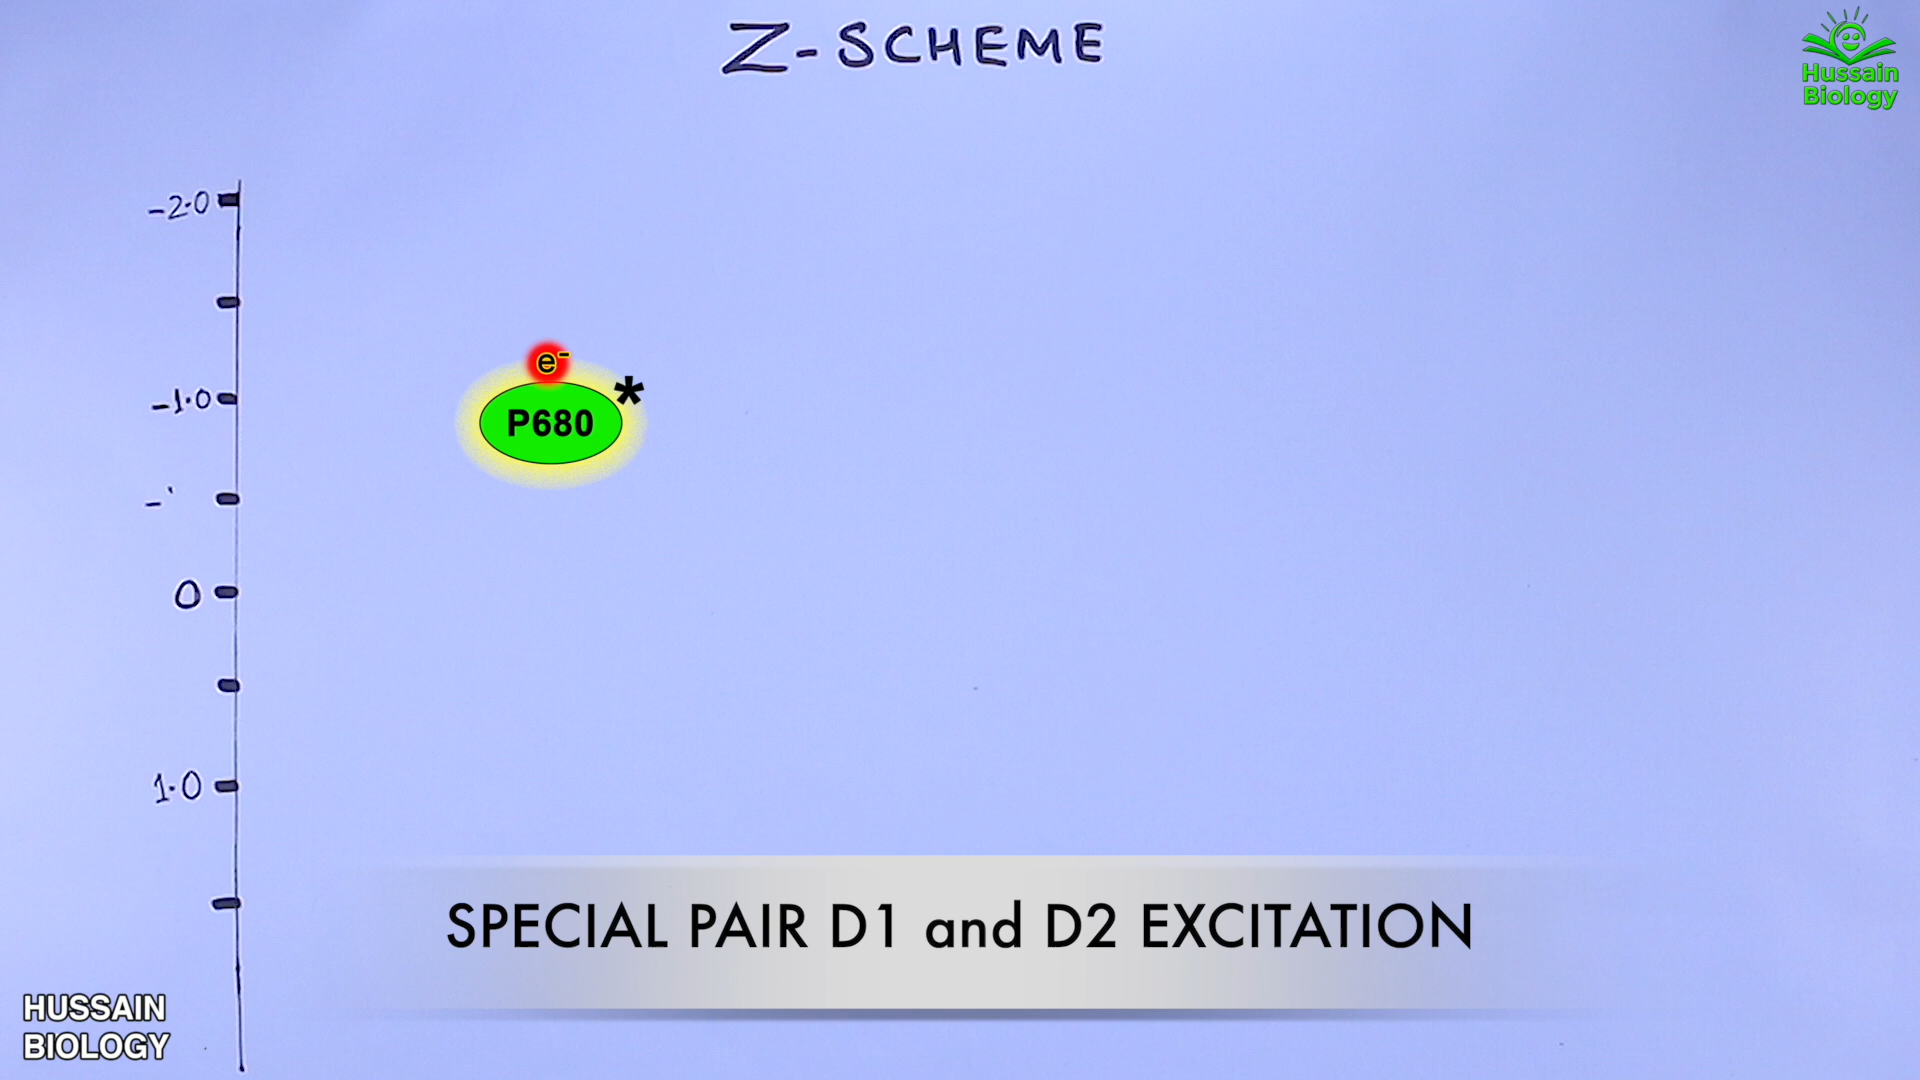 Z-SCHEME
Hussain
Biology
-2.0
e-
-1.0
*
P680
-
0
1.0
SPECIAL PAIR D1 and D2 EXCITATION
HUSSAIN
BIOLOGY